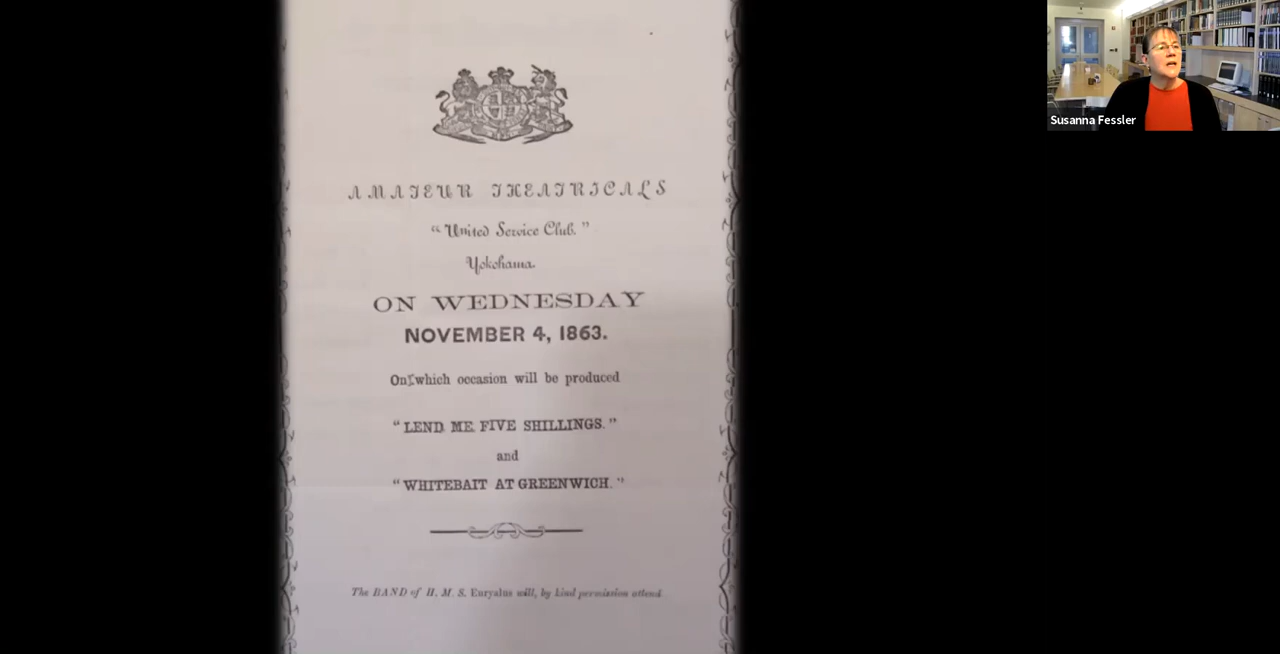 AMATEUR THEATRICALS
"United Service Club."
Yokohama.
ON WEDNESDAY
NOVEMBER 4, 1863.
On which occasion will be produced
"LEND ME FIVE SHILLINGS."
and
"WHITEBAIT AT GREENWICH."
The BAND of H. M. S. Euryalus will, by kind permission attend
Susanna Fessler